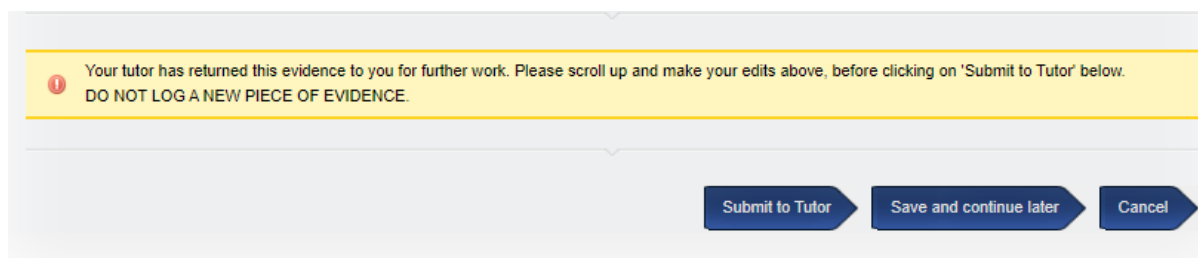 Your tutor has returned this evidence to you for further work. Please scroll up and make your edits above, before clicking on 'Submit to Tutor' below.
DO NOT LOG A NEW PIECE OF EVIDENCE.
Submit to Tutor
Save and continue later
Cancel